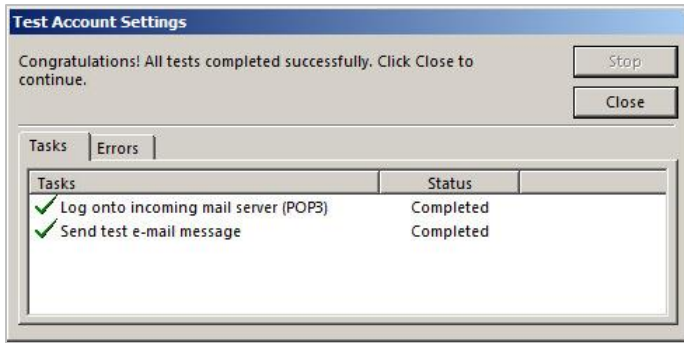 Test Account Settings
Congratulations! All tests completed successfully. Click Close to
continue.
Stop
Close
Tasks Errors
Tasks Status
Log onto incoming mail server (POP3) Completed
Send test e-mail message Completed